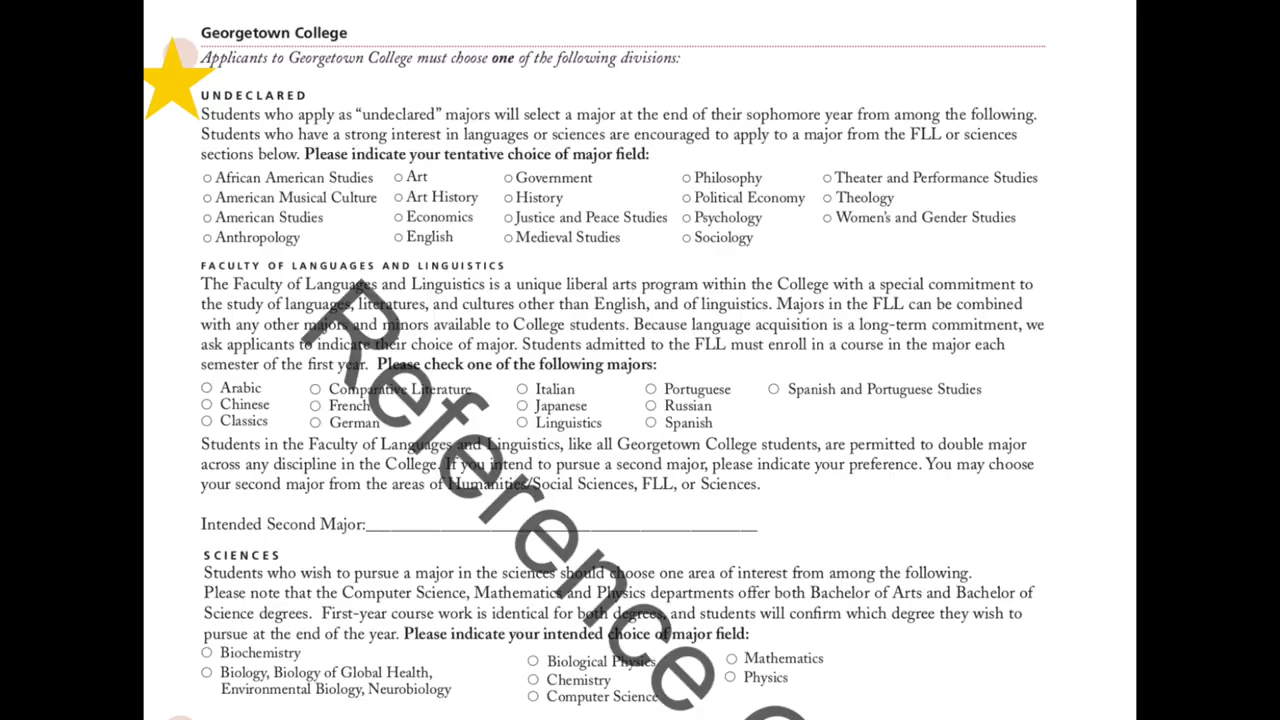 Georgetown College
Applicants to Georgetown College must choose one of the following divisions:
UNDECLARED
Students who apply as “undeclared” majors will select a major at the end of their sophomore year from among the following.
Students who have a strong interest in languages or sciences are encouraged to apply to a major from the FLL or sciences
sections below. Please indicate your tentative choice of major field:
African American Studies Art Government Philosophy Theater and Performance Studies
American Musical Culture Art History History Political Economy Theology
American Studies Economics Justice and Peace Studies Psychology Women’s and Gender Studies
Anthropology English Medieval Studies Sociology
FACULTY OF LANGUAGES AND LINGUISTICS
The Faculty of Languages and Linguistics is a unique liberal arts program within the College with a special commitment to
the study of languages, literatures, and cultures other than English, and of linguistics. Majors in the FLL can be combined
with any other majors and minors available to College students. Because language acquisition is a long-term commitment, we
ask applicants to indicate their choice of major. Students admitted to the FLL must enroll in a course in the major each
semester of the first year. Please check one of the following majors:
Arabic Comparative Literature Italian Portuguese Spanish and Portuguese Studies
Chinese French Japanese Russian
Classics German Linguistics Spanish
Students in the Faculty of Languages and Linguistics, like all Georgetown College students, are permitted to double major
across any discipline in the College. If you intend to pursue a second major, please indicate your preference. You may choose
your second major from the areas of Humanities/Social Sciences, FLL, or Sciences.
Intended Second Major:
SCIENCES
Students who wish to pursue a major in the sciences should choose one area of interest from among the following.
Please note that the Computer Science, Mathematics and Physics departments offer both Bachelor of Arts and Bachelor of
Science degrees. First-year course work is identical for both degrees, and students will confirm which degree they wish to
pursue at the end of the year. Please indicate your intended choice of major field:
Biochemistry Biological Physics Mathematics
Biology, Biology of Global Health, Chemistry Physics
Environmental Biology, Neurobiology Computer Science
Reference